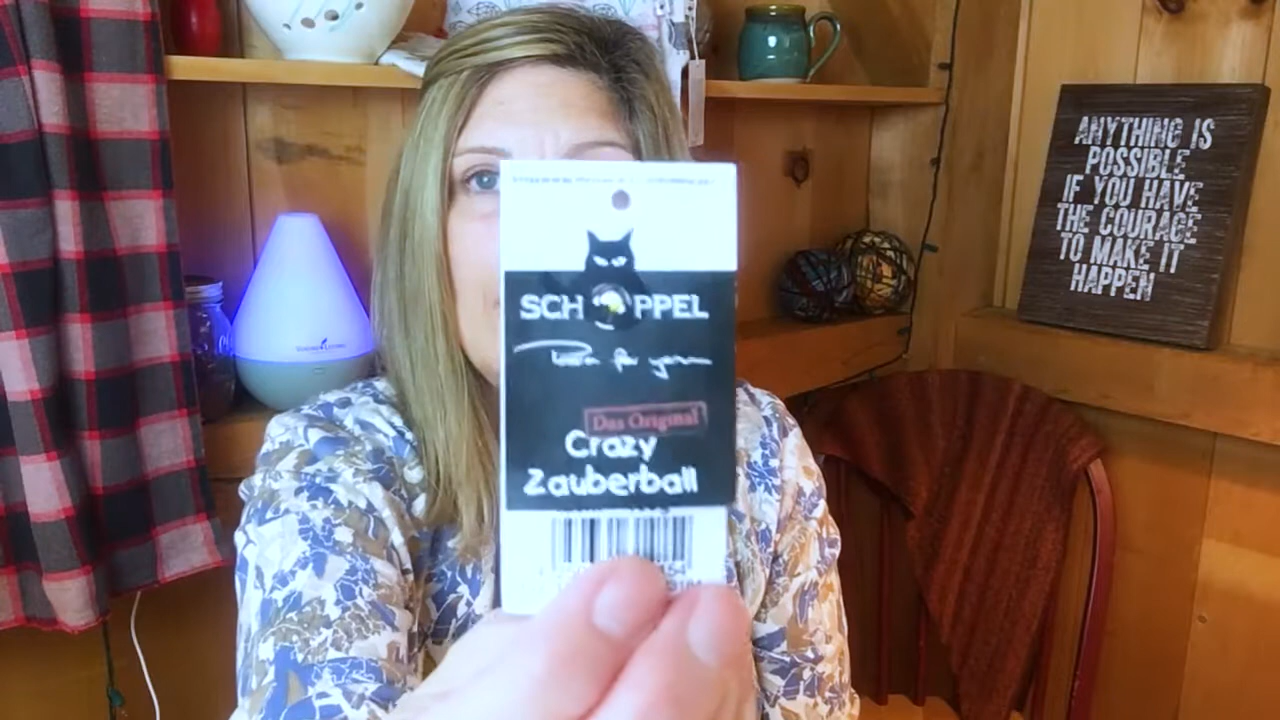 SCHOPPEL
Das Original
Crazy
Zauberball
ANYTHING IS
POSSIBLE
IF YOU HAVE
THE COURAGE
TO MAKE IT
HAPPEN